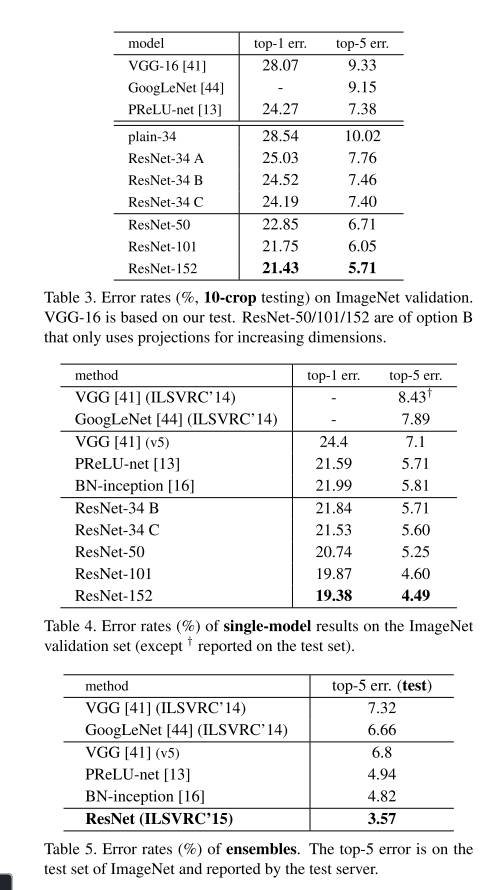 model top-1 err. top-5 err.
VGG-16 [41] 28.07 9.33
GoogLeNet [44] - 9.15
PReLU-net [13] 24.27 7.38
plain-34 28.54 10.02
ResNet-34 A 25.03 7.76
ResNet-34 B 24.52 7.46
ResNet-34 C 24.19 7.40
ResNet-50 22.85 6.71
ResNet-101 21.75 6.05
ResNet-152 21.43 5.71
Table 3. Error rates (%, 10-crop testing) on ImageNet validation.
VGG-16 is based on our test. ResNet-50/101/152 are of option B
that only uses projections for increasing dimensions.
method top-1 err. top-5 err.
VGG [41] (ILSVRC'14) - 8.43†
GoogLeNet [44] (ILSVRC'14) - 7.89
VGG [41] (v5) 24.4 7.1
PReLU-net [13] 21.59 5.71
BN-inception [16] 21.99 5.81
ResNet-34 B 21.84 5.71
ResNet-34 C 21.53 5.60
ResNet-50 20.74 5.25
ResNet-101 19.87 4.60
ResNet-152 19.38 4.49
Table 4. Error rates (%) of single-model results on the ImageNet
validation set (except † reported on the test set).
method top-5 err. (test)
VGG [41] (ILSVRC'14) 7.32
GoogLeNet [44] (ILSVRC'14) 6.66
VGG [41] (v5) 6.8
PReLU-net [13] 4.94
BN-inception [16] 4.82
ResNet (ILSVRC'15) 3.57
Table 5. Error rates (%) of ensembles. The top-5 error is on the
test set of ImageNet and reported by the test server.